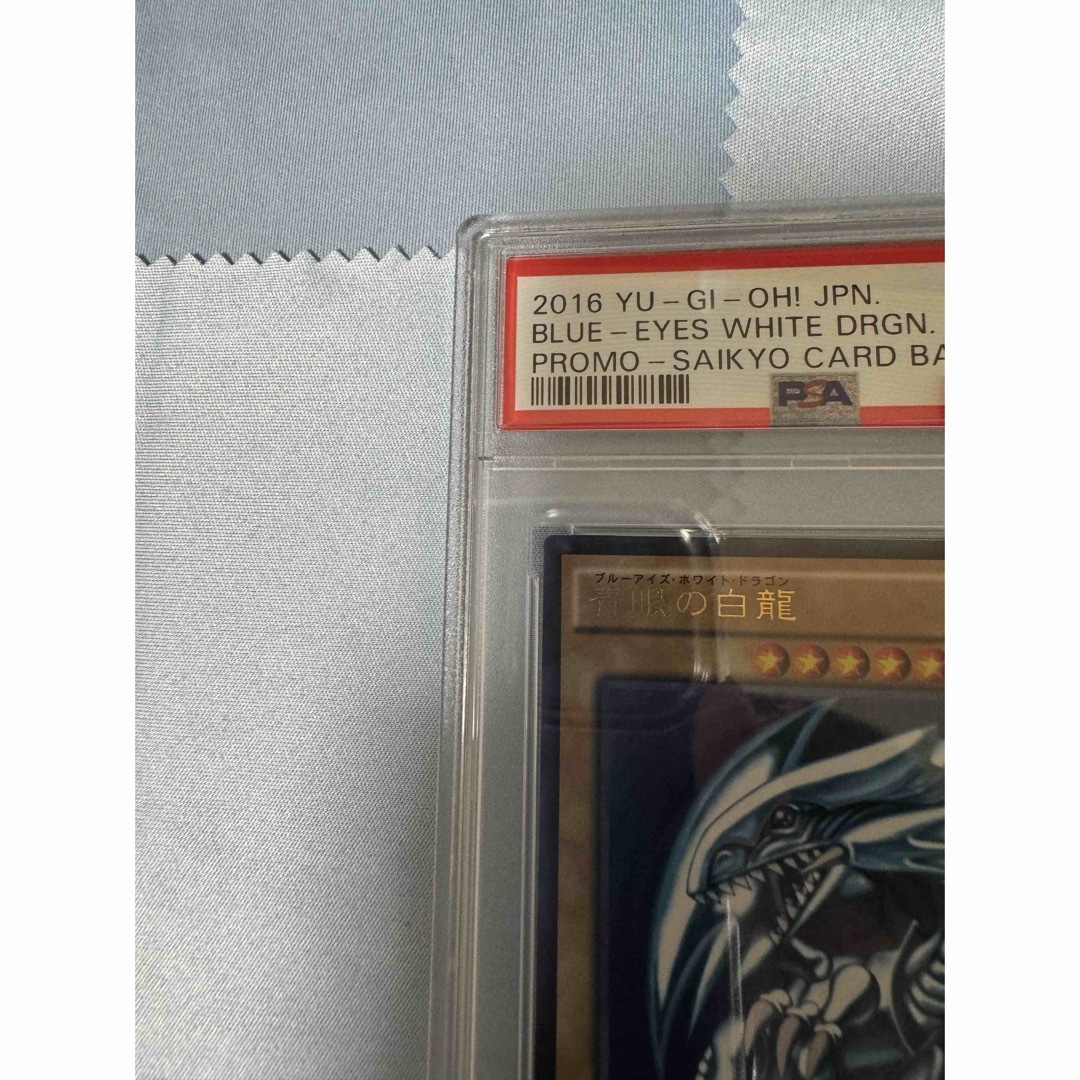 2016 YU-GI-OH! JPN.
BLUE-EYES WHITE DRGN.
PROMO-SAIKYO CARD BA
PSA
ブルーアイズ・ホワイト・ドラゴン
青眼の白龍